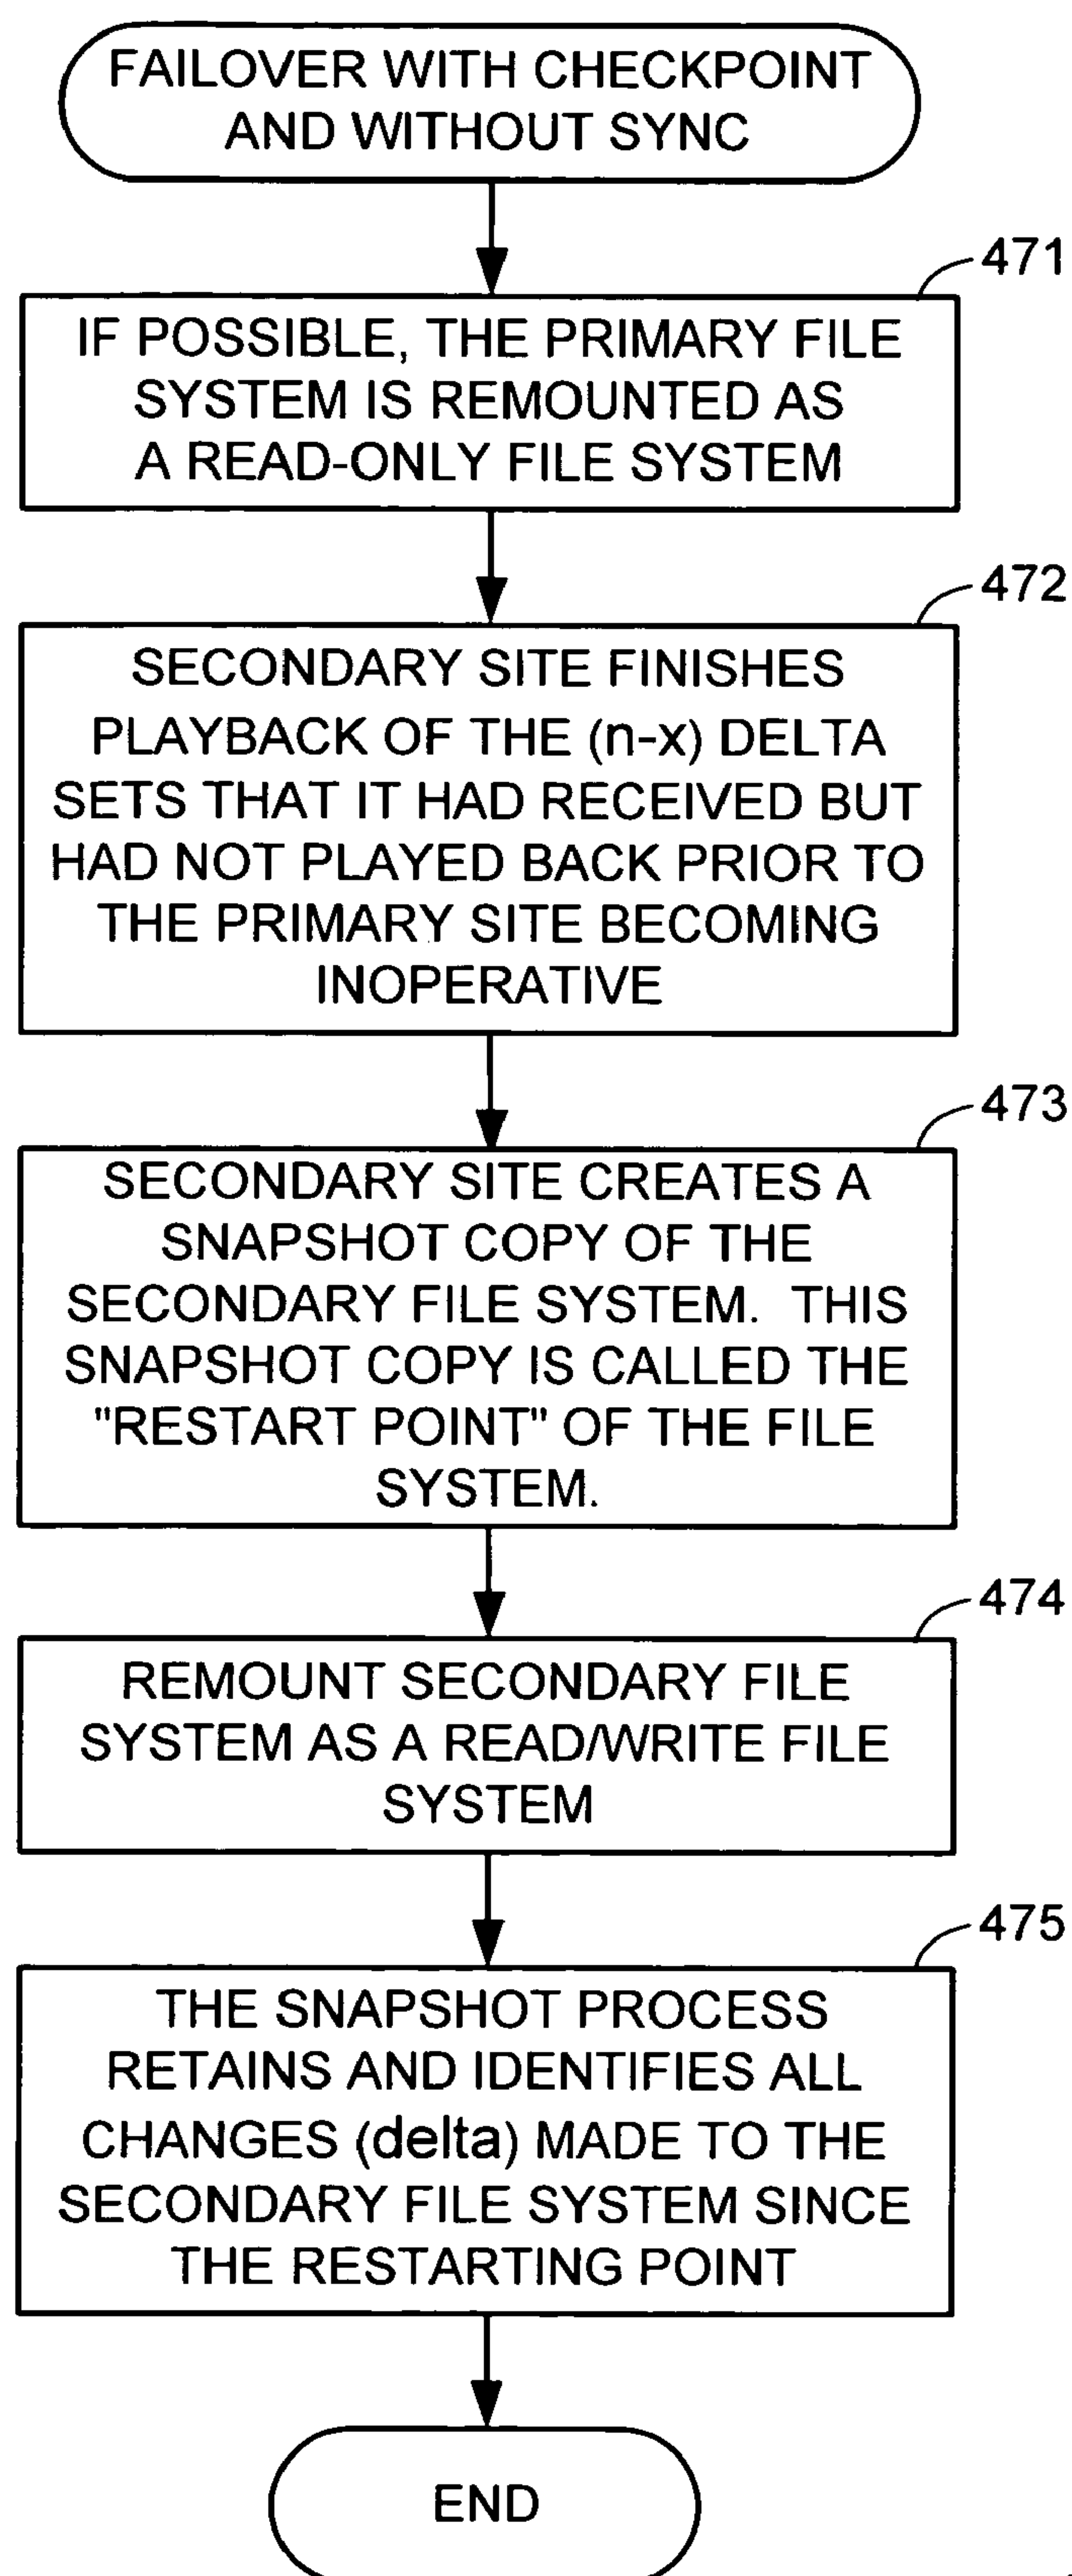 FAILOVER WITH CHECKPOINT
AND WITHOUT SYNC
471
IF POSSIBLE, THE PRIMARY FILE
SYSTEM IS REMOUNTED AS
A READ-ONLY FILE SYSTEM
472
SECONDARY SITE FINISHES
PLAYBACK OF THE (n-x) DELTA
SETS THAT IT HAD RECEIVED BUT
HAD NOT PLAYED BACK PRIOR TO
THE PRIMARY SITE BECOMING
INOPERATIVE
473
SECONDARY SITE CREATES A
SNAPSHOT COPY OF THE
SECONDARY FILE SYSTEM. THIS
SNAPSHOT COPY IS CALLED THE
"RESTART POINT" OF THE FILE
SYSTEM.
474
REMOUNT SECONDARY FILE
SYSTEM AS A READ/WRITE FILE
SYSTEM
475
THE SNAPSHOT PROCESS
RETAINS AND IDENTIFIES ALL
CHANGES (delta) MADE TO THE
SECONDARY FILE SYSTEM SINCE
THE RESTARTING POINT
END